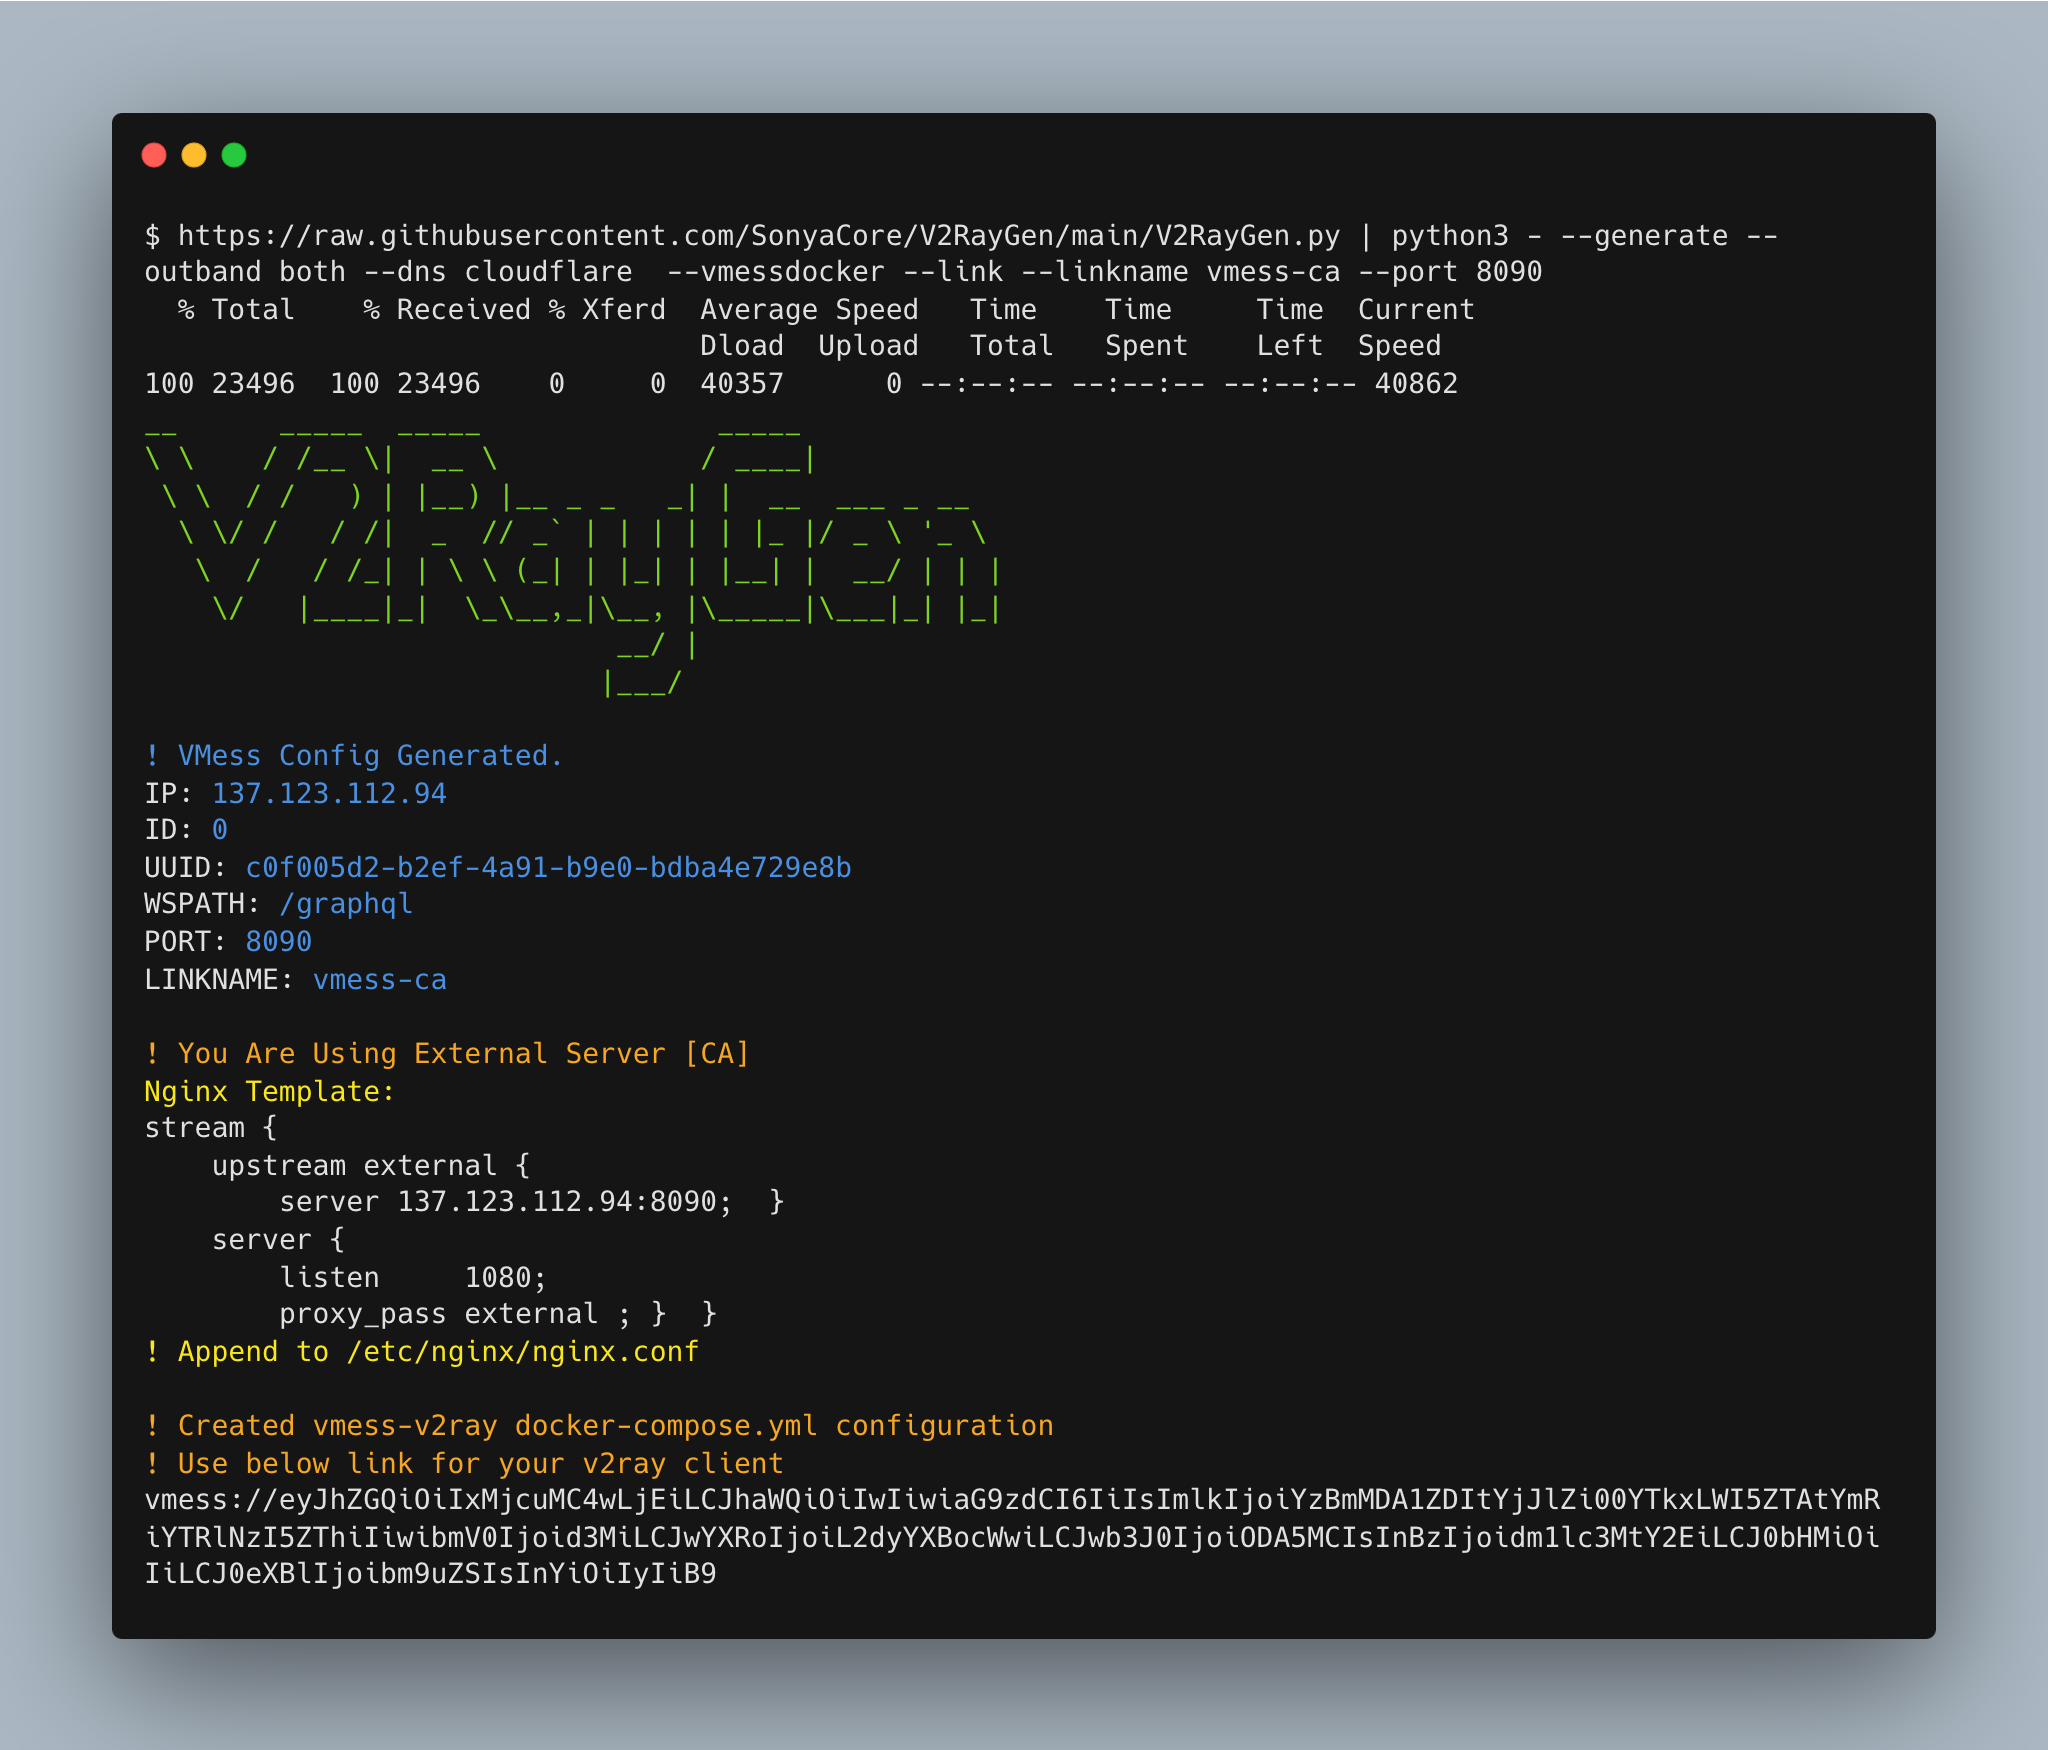 $ https://raw.githubusercontent.com/SonyaCore/V2RayGen/main/V2RayGen.py | python3 - --generate --
outband both --dns cloudflare  --vmessdocker --link --linkname vmess-ca --port 8090
  % Total    % Received % Xferd  Average Speed   Time    Time     Time  Current
                                 Dload  Upload   Total   Spent    Left  Speed
100 23496  100 23496    0     0  40357      0 --:--:-- --:--:-- --:--:-- 40862
V2RayGen
! VMess Config Generated.
IP: 137.123.112.94
ID: 0
UUID: c0f005d2-b2ef-4a91-b9e0-bdba4e729e8b
WSPATH: /graphql
PORT: 8090
LINKNAME: vmess-ca
! You Are Using External Server [CA]
Nginx Template:
stream {
    upstream external {
        server 137.123.112.94:8090;  }
    server {
        listen     1080;
        proxy_pass external ; }  }
! Append to /etc/nginx/nginx.conf
! Created vmess-v2ray docker-compose.yml configuration
! Use below link for your v2ray client
vmess://eyJhZGQiOiIxMjcuMC4wLjEiLCJhaWQiOiIwIiwiaG9zdCI6IiIsImlkIjoiYzBmMDA1ZDItYjJlZi00YTkxLWI5ZTAtYmR
iYTRlNzI5ZThiIiwibmV0Ijoid3MiLCJwYXRoIjoiL2dyYXBocWwiLCJwb3J0IjoiODA5MCIsInBzIjoidm1lc3MtY2EiLCJ0bHMiOi
IiLCJ0eXBlIjoibm9uZSIsInYiOiIyIiB9